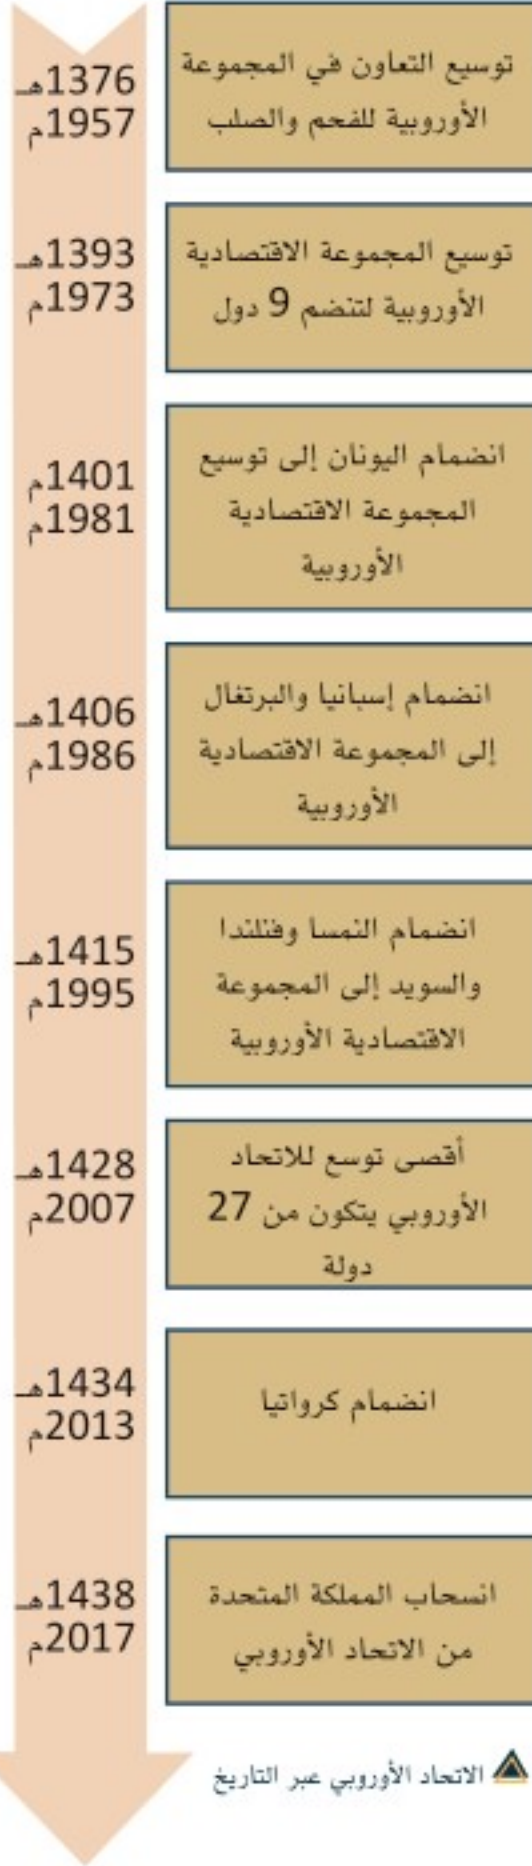 1376هـ
1957م
توسيع التعاون في المجموعة
الأوروبية للفحم والصلب
1393هـ
1973م
توسيع المجموعة الاقتصادية
الأوروبية لتنضم 9 دول
1401م
1981م
انضمام اليونان إلى توسيع
المجموعة الاقتصادية
الأوروبية
1406هـ
1986م
انضمام إسبانيا والبرتغال
إلى المجموعة الاقتصادية
الأوروبية
1415هـ
1995م
انضمام النمسا وفنلندا
والسويد إلى المجموعة
الاقتصادية الأوروبية
1428هـ
2007م
أقصى توسع للاتحاد
الأوروبي يتكون من 27
دولة
1434هـ
2013م
انضمام كرواتيا
1438هـ
2017م
انسحاب المملكة المتحدة
من الاتحاد الأوروبي
الاتحاد الأوروبي عبر التاريخ